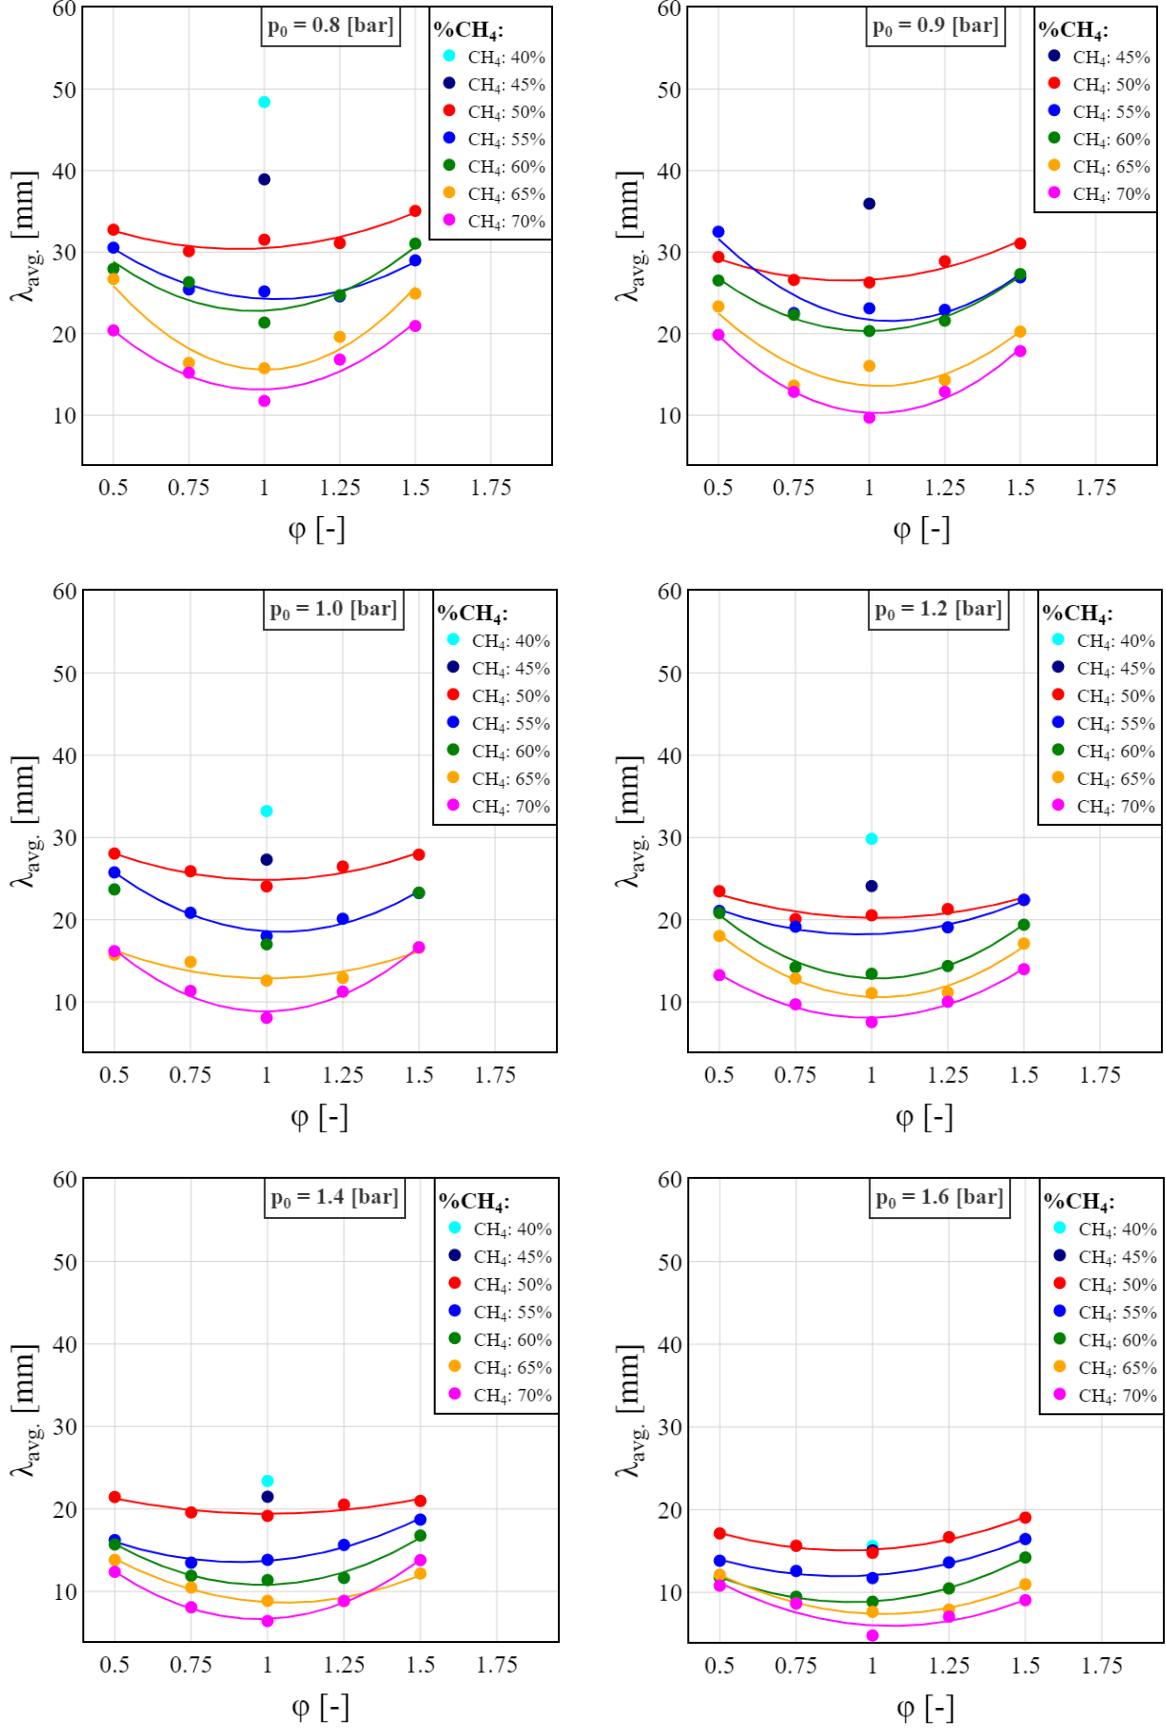 p₀ = 0.8 [bar]
%CH₄:
CH₄: 40%
CH₄: 45%
CH₄: 50%
CH₄: 55%
CH₄: 60%
CH₄: 65%
CH₄: 70%
60
50
40
30
20
10
λavg. [mm]
0.5 0.75 1 1.25 1.5 1.75
φ [-]
p₀ = 0.9 [bar]
%CH₄:
CH₄: 45%
CH₄: 50%
CH₄: 55%
CH₄: 60%
CH₄: 65%
CH₄: 70%
60
50
40
30
20
10
λavg. [mm]
0.5 0.75 1 1.25 1.5 1.75
φ [-]
p₀ = 1.0 [bar]
%CH₄:
CH₄: 40%
CH₄: 45%
CH₄: 50%
CH₄: 55%
CH₄: 60%
CH₄: 65%
CH₄: 70%
60
50
40
30
20
10
λavg. [mm]
0.5 0.75 1 1.25 1.5 1.75
φ [-]
p₀ = 1.2 [bar]
%CH₄:
CH₄: 40%
CH₄: 45%
CH₄: 50%
CH₄: 55%
CH₄: 60%
CH₄: 65%
CH₄: 70%
60
50
40
30
20
10
λavg. [mm]
0.5 0.75 1 1.25 1.5 1.75
φ [-]
p₀ = 1.4 [bar]
%CH₄:
CH₄: 40%
CH₄: 45%
CH₄: 50%
CH₄: 55%
CH₄: 60%
CH₄: 65%
CH₄: 70%
60
50
40
30
20
10
λavg. [mm]
0.5 0.75 1 1.25 1.5 1.75
φ [-]
p₀ = 1.6 [bar]
%CH₄:
CH₄: 40%
CH₄: 45%
CH₄: 50%
CH₄: 55%
CH₄: 60%
CH₄: 65%
CH₄: 70%
60
50
40
30
20
10
λavg. [mm]
0.5 0.75 1 1.25 1.5 1.75
φ [-]